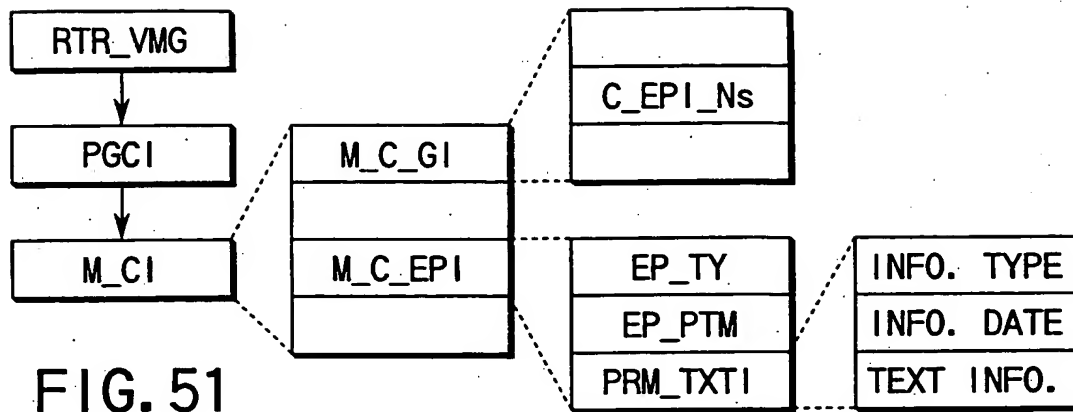 RTR_VMG
PGCI
M_CI
M_C_GI
M_C_EPI
C_EPI_Ns
EP_TY
EP_PTM
PRM_TXTI
INFO. TYPE
INFO. DATE
TEXT INFO.
FIG. 51